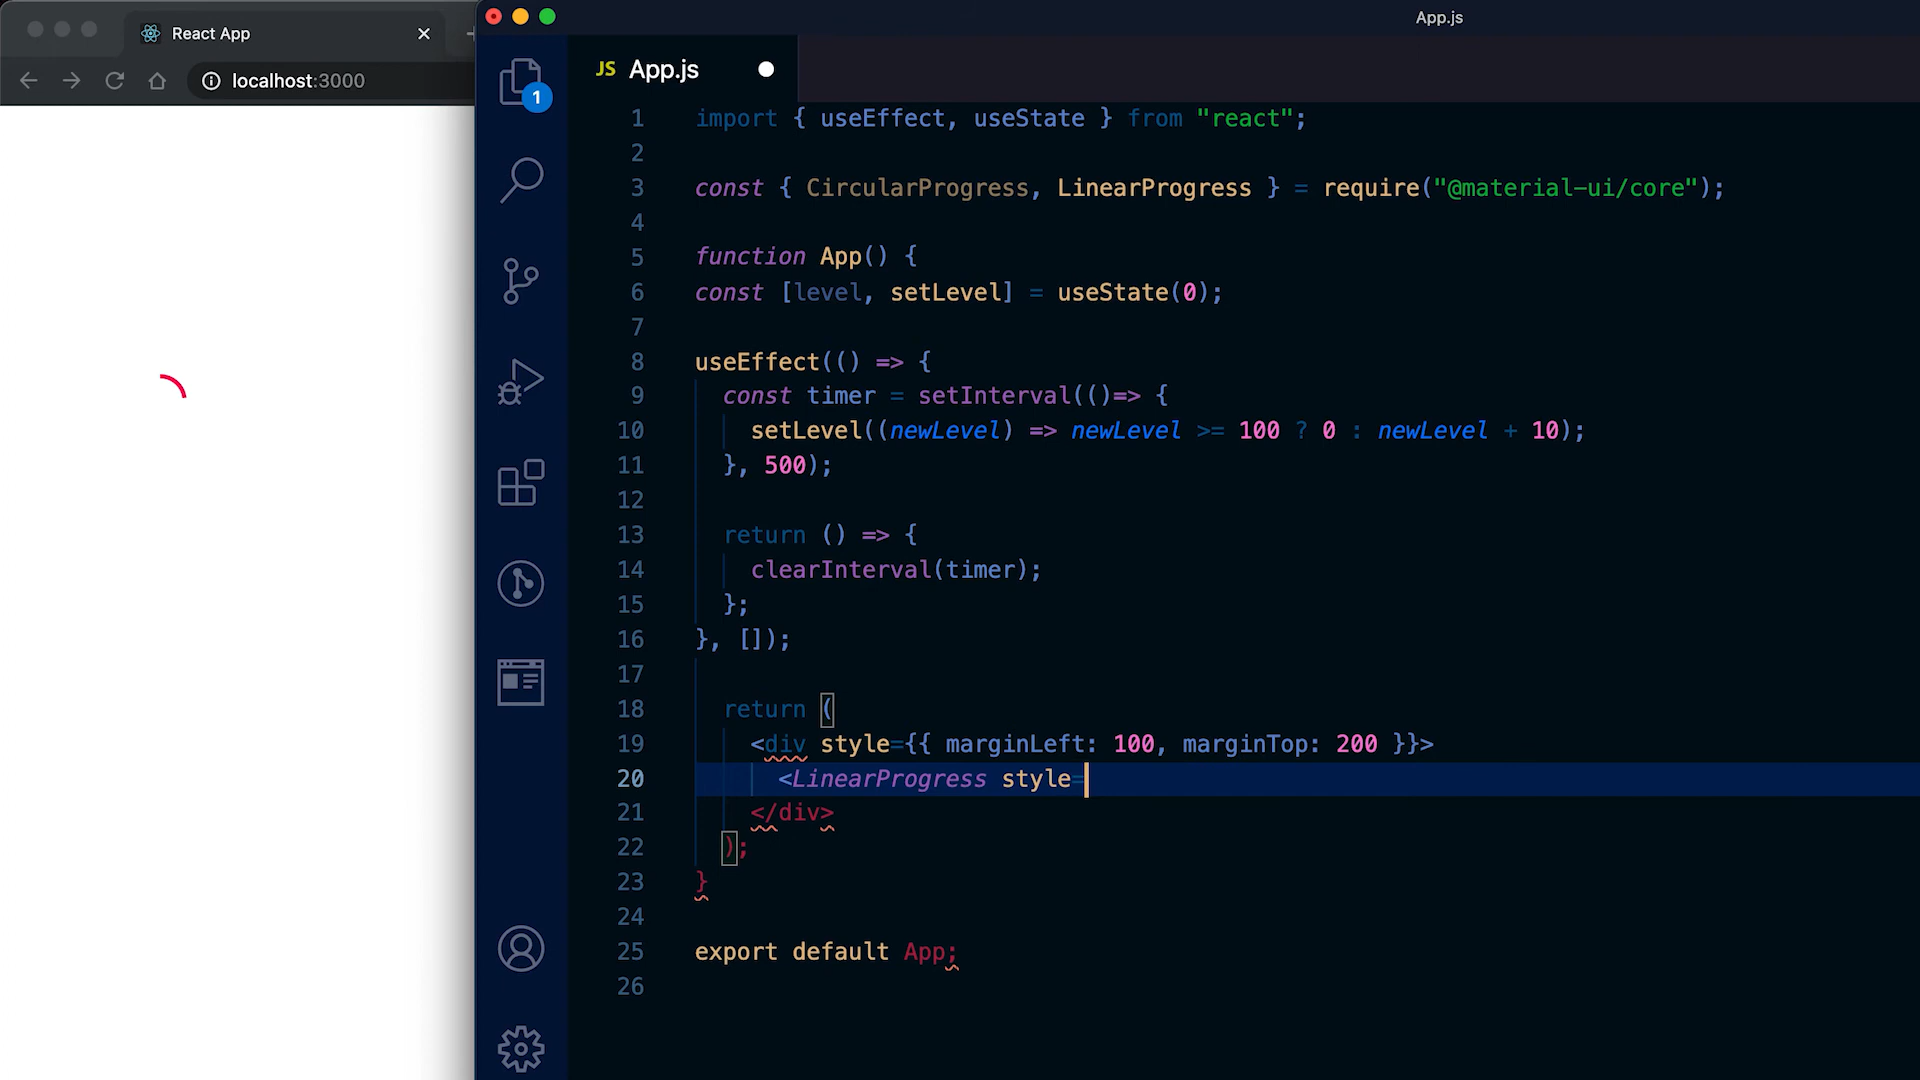 React App
localhost:3000
App.js
JS App.js
1
1 import { useEffect, useState } from "react";
2
3 const { CircularProgress, LinearProgress } = require("@material-ui/core");
4
5 function App() {
6 const [level, setLevel] = useState(0);
7
8 useEffect(() => {
9 const timer = setInterval(()=> {
10 setLevel((newLevel) => newLevel >= 100 ? 0 : newLevel + 10);
11 }, 500);
12
13 return () => {
14 clearInterval(timer);
15 };
16 }, []);
17
18 return (
19 <div style={{ marginLeft: 100, marginTop: 200 }}>
20 <LinearProgress style=
21 </div>
22 );
23 }
24
25 export default App;
26